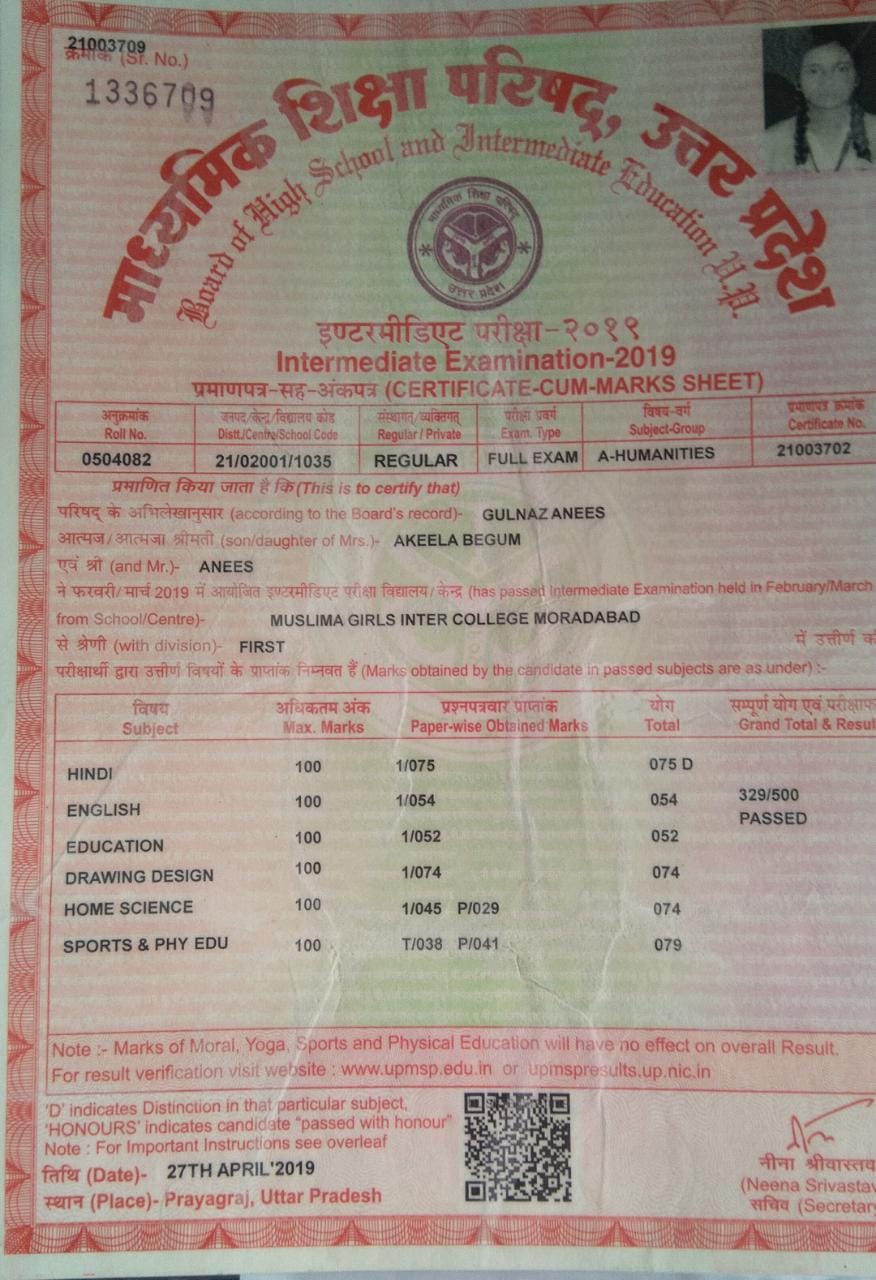 21003709
क्रमांक (Sr. No.)
1336709
माध्यमिक शिक्षा परिषद्, उत्तर प्रदेश
Board of High School and Intermediate Education U.P.
माध्यमिक शिक्षा परिषद्
उत्तर प्रदेश
इण्टरमीडिएट परीक्षा-२०१९
Intermediate Examination-2019
प्रमाणपत्र-सह-अंकपत्र (CERTIFICATE-CUM-MARKS SHEET)
अनुक्रमांक जनपद/केन्द्र/विद्यालय कोड संस्थागत/व्यक्तिगत परीक्षा प्रवर्ग विषय-वर्ग प्रमाणपत्र क्रमांक
Roll No. Distt./Centre/School Code Regular / Private Exam. Type Subject-Group Certificate No.
0504082 21/02001/1035 REGULAR FULL EXAM A-HUMANITIES 21003702
प्रमाणित किया जाता है कि (This is to certify that)
परिषद् के अभिलेखानुसार (according to the Board's record)- GULNAZ ANEES
आत्मज/आत्मजा श्रीमती (son/daughter of Mrs.)- AKEELA BEGUM
एवं श्री (and Mr.)- ANEES
ने फरवरी/मार्च 2019 में आयोजित इण्टरमीडिएट परीक्षा विद्यालय/केन्द्र (has passed Intermediate Examination held in February/March
from School/Centre)- MUSLIMA GIRLS INTER COLLEGE MORADABAD
से श्रेणी (with division)- FIRST में उत्तीर्ण
परीक्षार्थी द्वारा उत्तीर्ण विषयों के प्राप्तांक निम्नवत हैं (Marks obtained by the candidate in passed subjects are as under) :-
विषय अधिकतम अंक प्रश्नपत्रवार प्राप्तांक योग सम्पूर्ण योग एवं
Subject Max. Marks Paper-wise Obtained Marks Total Grand Total &
HINDI 100 1/075 075 D
ENGLISH 100 1/054 054 329/500
PASSED
EDUCATION 100 1/052 052
DRAWING DESIGN 100 1/074 074
HOME SCIENCE 100 1/045 P/029 074
SPORTS & PHY EDU 100 T/038 P/041 079
Note :- Marks of Moral, Yoga, Sports and Physical Education will have no effect on overall Result.
For result verification visit website : www.upmsp.edu.in or upmspresults.up.nic.in
'D' indicates Distinction in that particular subject,
'HONOURS' indicates candidate "passed with honour"
Note : For Important Instructions see overleaf
तिथि (Date)- 27TH APRIL'2019
स्थान (Place)- Prayagraj, Uttar Pradesh
नीना श्रीवास्तव
(Neena Srivastav
सचिव (Secretary